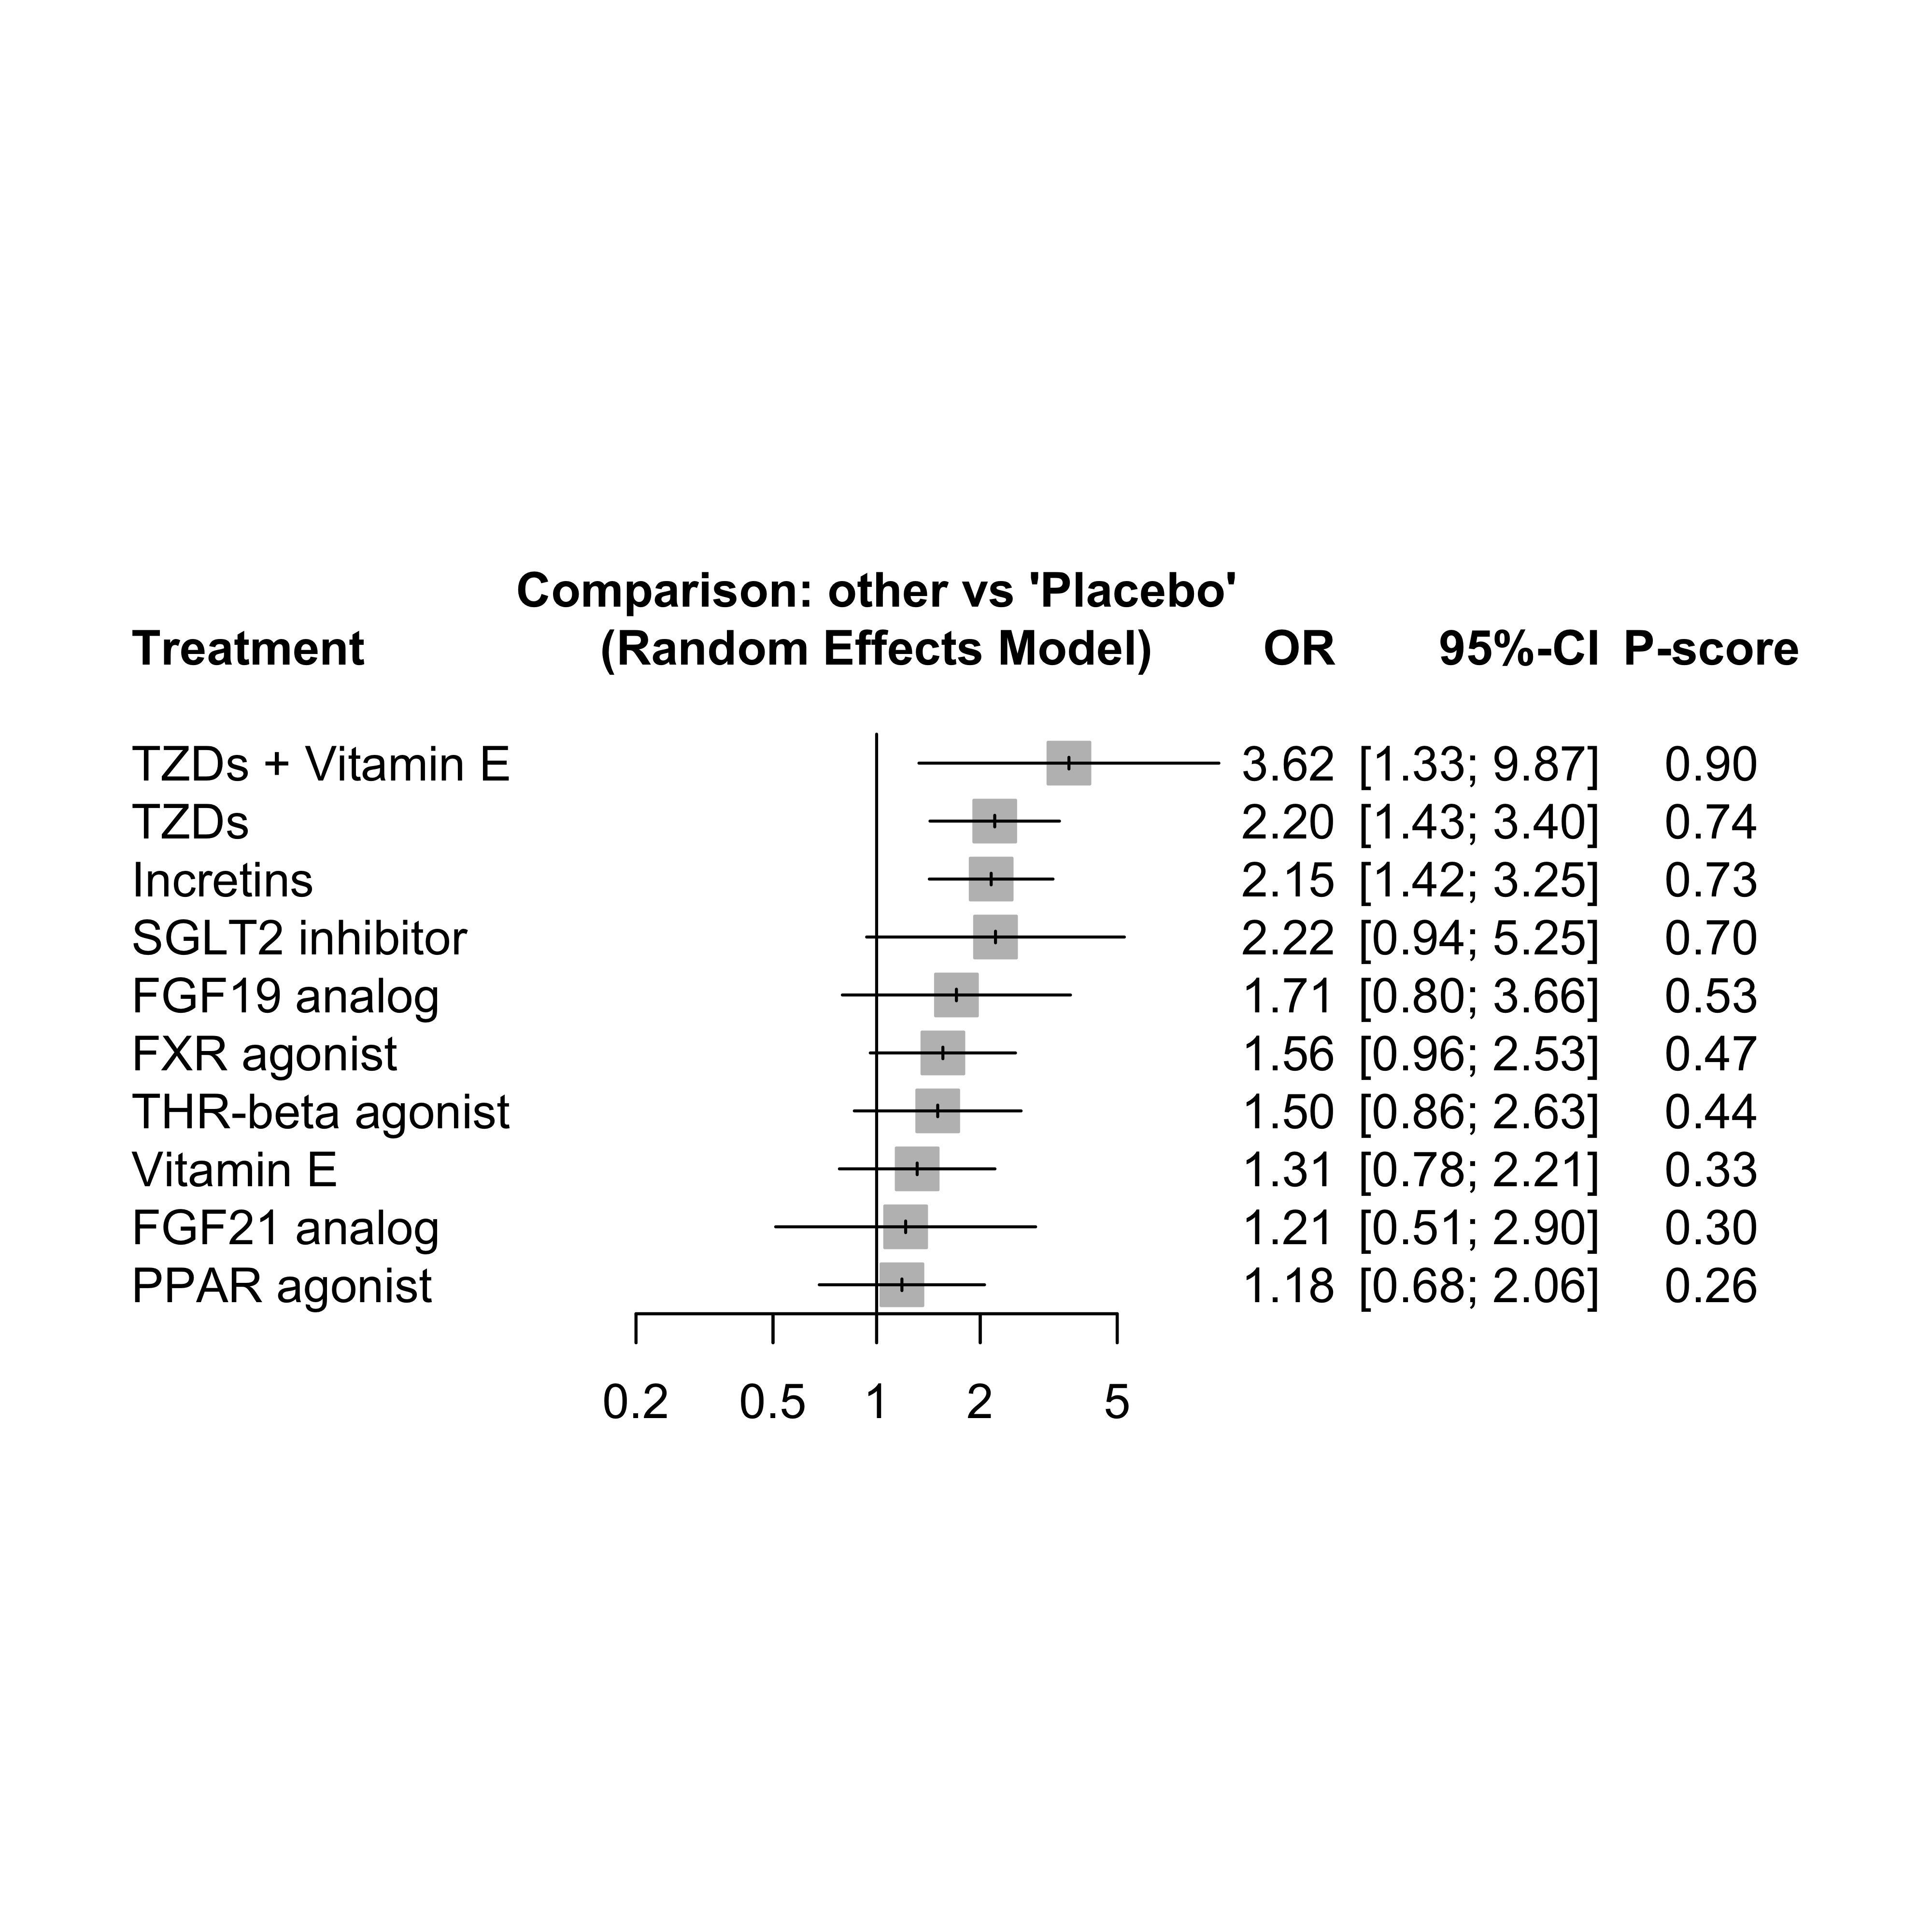 Comparison: other vs 'Placebo'
Treatment (Random Effects Model) OR 95%-CI P-score
TZDs + Vitamin E 3.62 [1.33; 9.87] 0.90
TZDs 2.20 [1.43; 3.40] 0.74
Incretins 2.15 [1.42; 3.25] 0.73
SGLT2 inhibitor 2.22 [0.94; 5.25] 0.70
FGF19 analog 1.71 [0.80; 3.66] 0.53
FXR agonist 1.56 [0.96; 2.53] 0.47
THR-beta agonist 1.50 [0.86; 2.63] 0.44
Vitamin E 1.31 [0.78; 2.21] 0.33
FGF21 analog 1.21 [0.51; 2.90] 0.30
PPAR agonist 1.18 [0.68; 2.06] 0.26
0.2 0.5 1 2 5